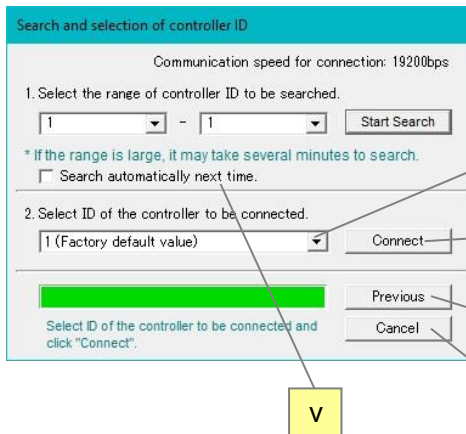 Search and selection of controller ID
Communication speed for connection: 19200bps
1. Select the range of controller ID to be searched.
1 - 1 Start Search
* If the range is large, it may take several minutes to search.
Search automatically next time.
2. Select ID of the controller to be connected.
1 (Factory default value) Connect
Previous
Select ID of the controller to be connected and
click "Connect".
Cancel
V